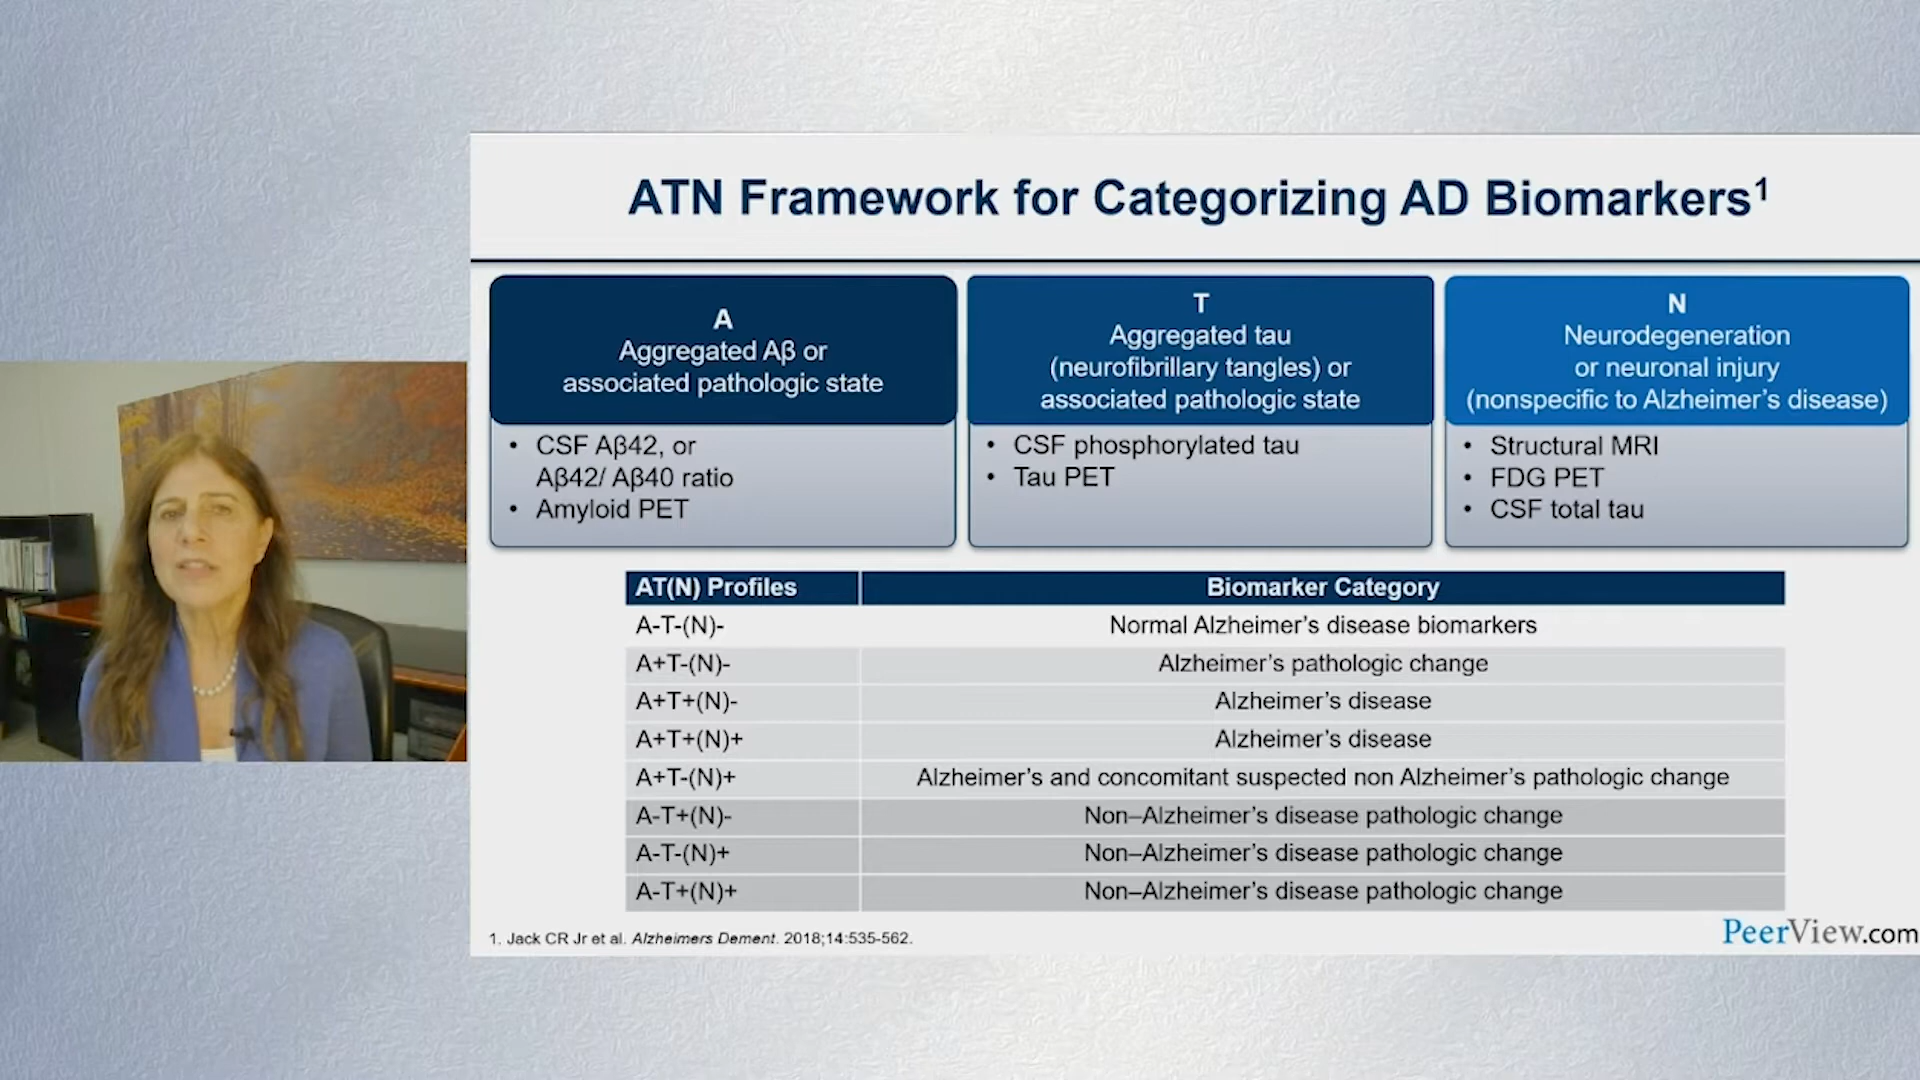 ATN Framework for Categorizing AD Biomarkers¹
A
Aggregated Aβ or
associated pathologic state
• CSF Aβ42, or
Aβ42/ Aβ40 ratio
• Amyloid PET
T
Aggregated tau
(neurofibrillary tangles) or
associated pathologic state
• CSF phosphorylated tau
• Tau PET
N
Neurodegeneration
or neuronal injury
(nonspecific to Alzheimer's disease)
• Structural MRI
• FDG PET
• CSF total tau
AT(N) Profiles Biomarker Category
A-T-(N)- Normal Alzheimer's disease biomarkers
A+T-(N)- Alzheimer's pathologic change
A+T+(N)- Alzheimer's disease
A+T+(N)+ Alzheimer's disease
A+T-(N)+ Alzheimer's and concomitant suspected non Alzheimer's pathologic change
A-T+(N)- Non–Alzheimer's disease pathologic change
A-T-(N)+ Non–Alzheimer's disease pathologic change
A-T+(N)+ Non–Alzheimer's disease pathologic change
1. Jack CR Jr et al. Alzheimers Dement. 2018;14:535-562.
PeerView.com